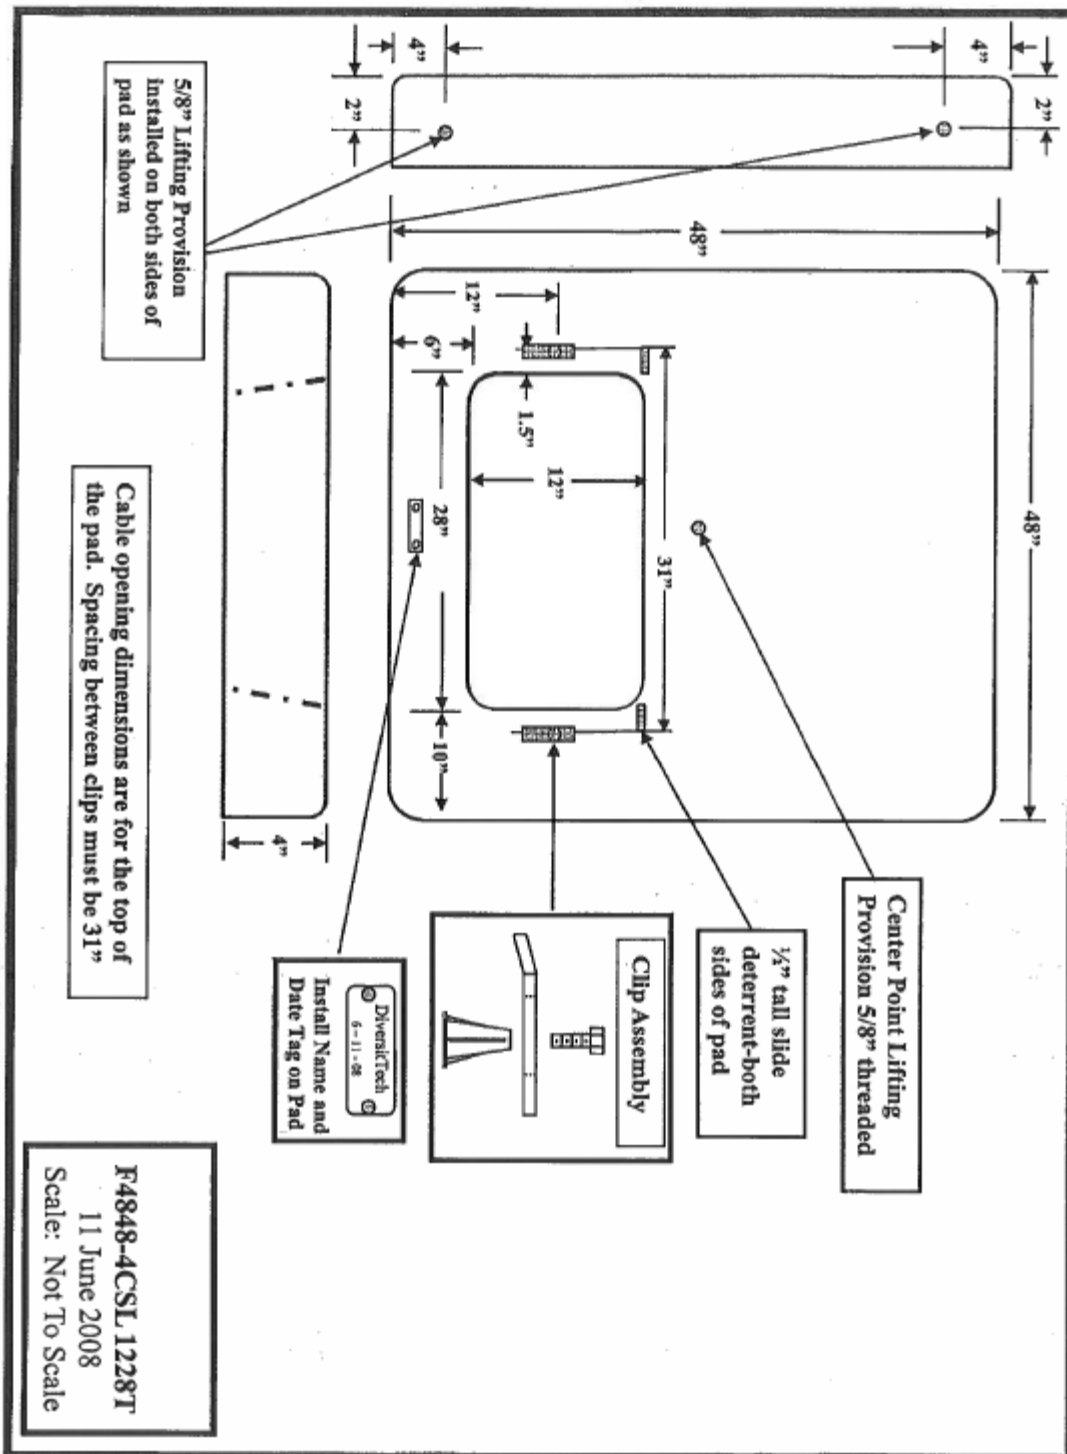 4”
2”
4”
2”
5/8” Lifting Provision
installed on both sides of
pad as shown
48”
48”
12”
6”
1.5”
12”
28”
31”
10”
4”
Cable opening dimensions are for the top of
the pad. Spacing between clips must be 31”
Center Point Lifting
Provision 5/8” threaded
½” tall slide
deterrent-both
sides of pad
Clip Assembly
DiversiTech
6-11-08
Install Name and
Date Tag on Pad
F4848-4CSL 1228T
11 June 2008
Scale: Not To Scale